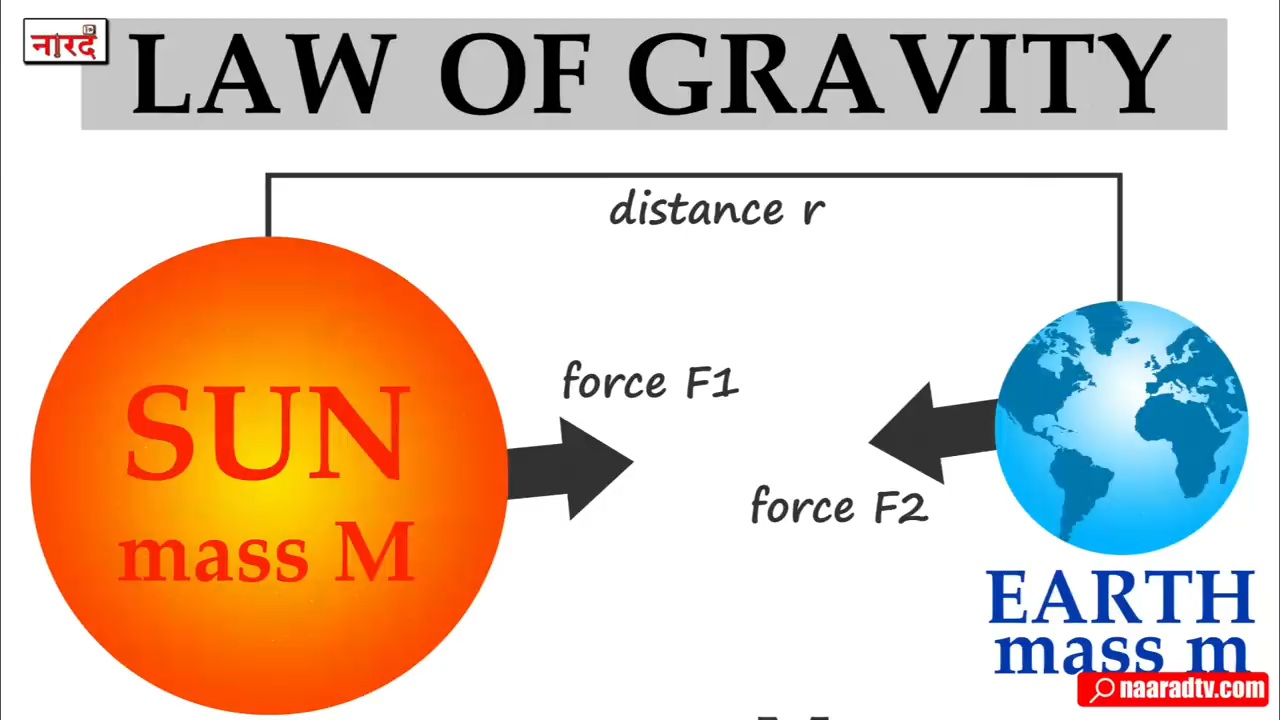 नारद
LAW OF GRAVITY
distance r
force F1
SUN
mass M
force F2
EARTH
mass m
naaradtv.com